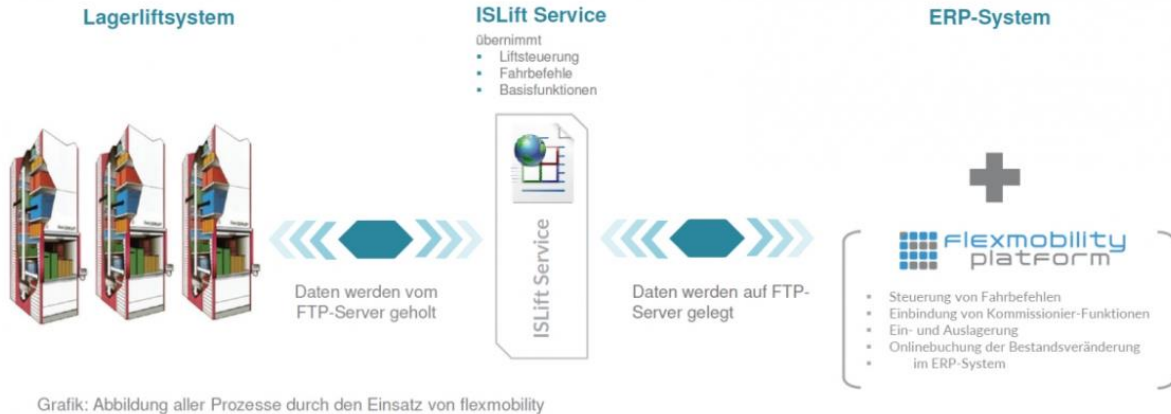 Lagerliftsystem
ISLift Service
übernimmt
Liftsteuerung
Fahrbefehle
Basisfunktionen
ERP-System
ISLift Service
Daten werden vom
FTP-Server geholt
Daten werden auf FTP-
Server gelegt
flexmobility
platform
Steuerung von Fahrbefehlen
Einbindung von Kommissionier-Funktionen
Ein- und Auslagerung
Onlinebuchung der Bestandsveränderung
im ERP-System
Grafik: Abbildung aller Prozesse durch den Einsatz von flexmobility